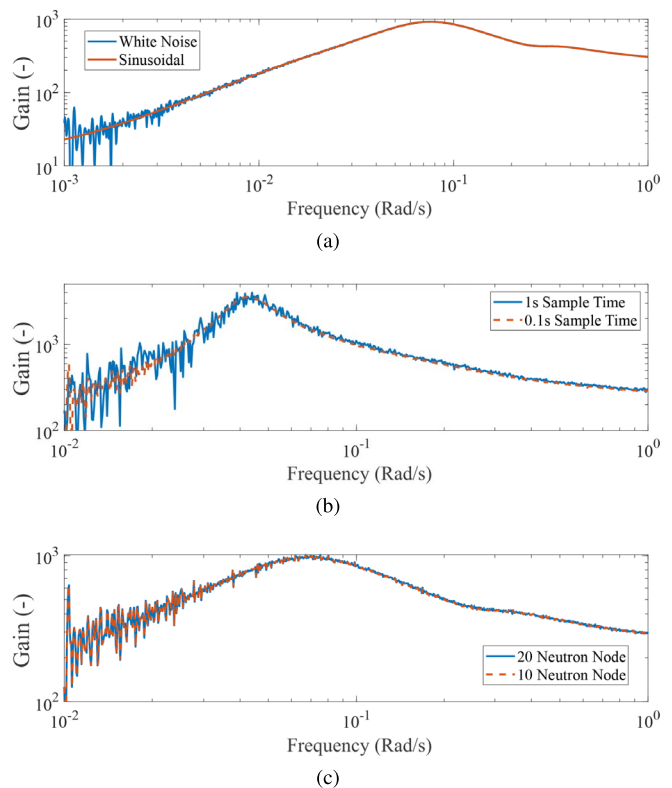 10^3
White Noise
Sinusoidal
Gain (-)
10^2
10^1
10^-3
10^-2
10^-1
10^0
Frequency (Rad/s)
(a)
1s Sample Time
0.1s Sample Time
Gain (-)
10^3
10^2
10^-2
10^-1
10^0
Frequency (Rad/s)
(b)
10^3
Gain (-)
20 Neutron Node
10 Neutron Node
10^2
10^-2
10^-1
10^0
Frequency (Rad/s)
(c)